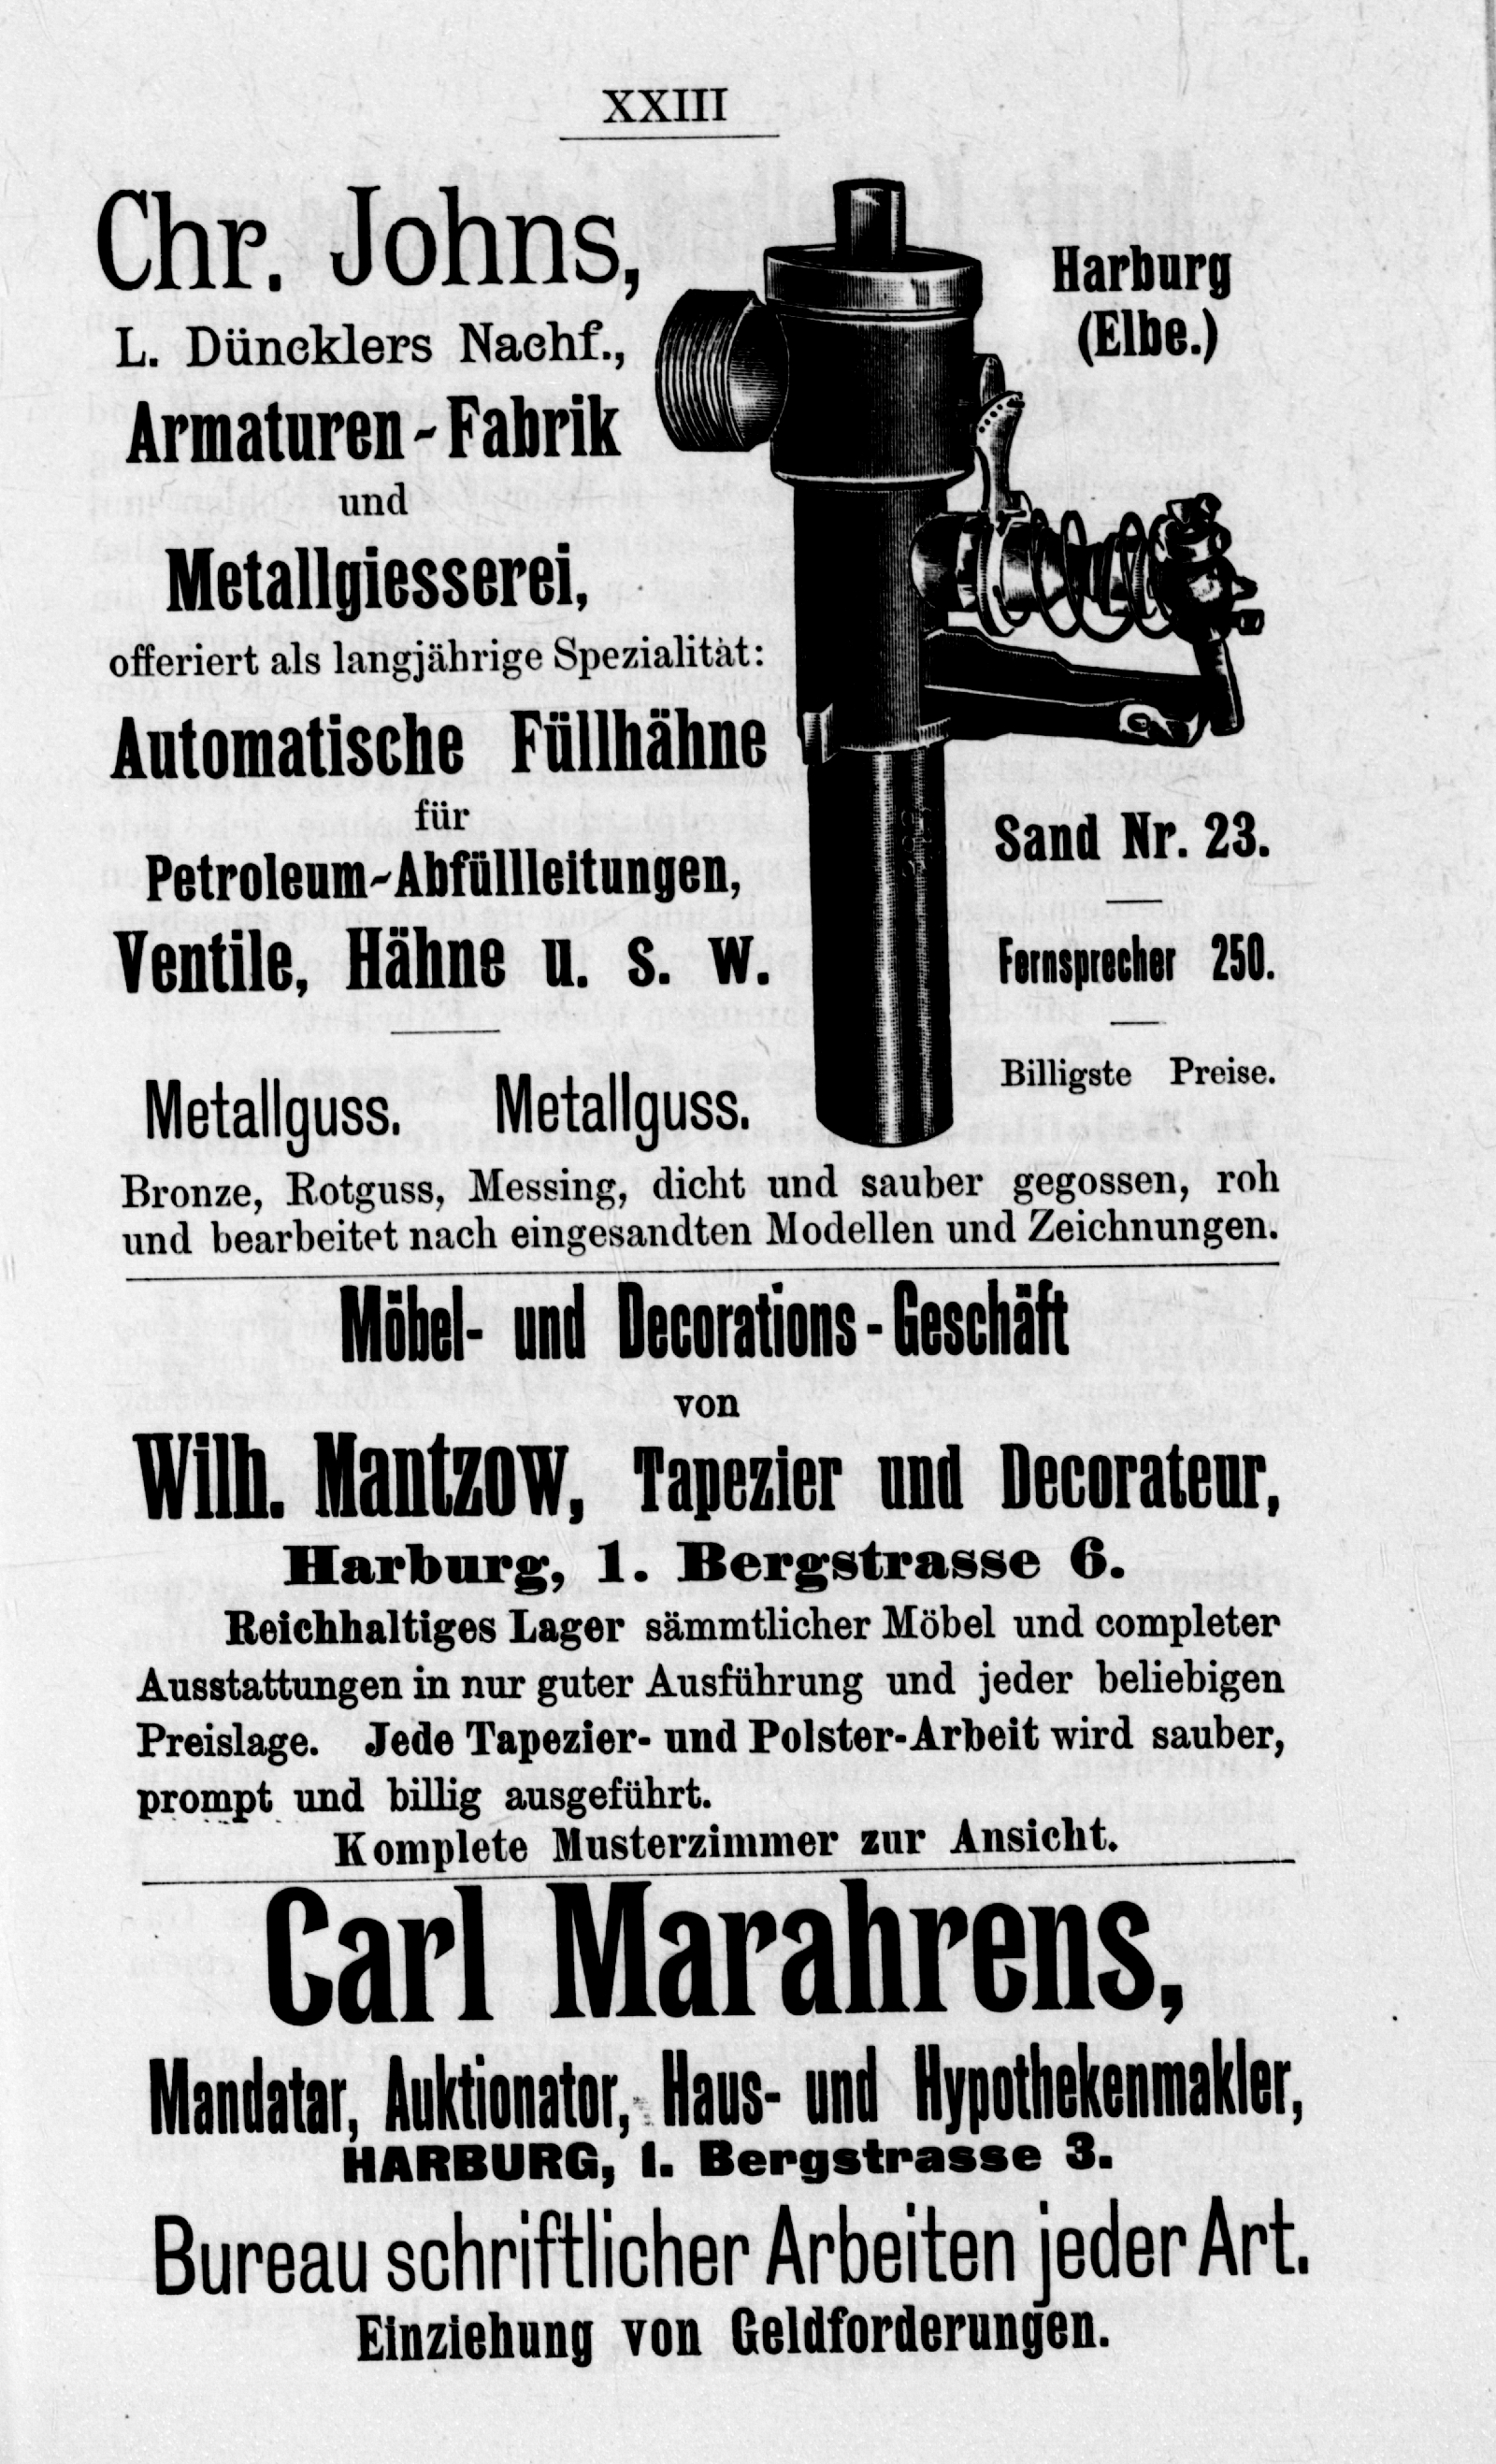 XXIII
Chr. Johns,
L. Düncklers Nachf.,
Armaturen-Fabrik
und
Metallgiesserei,
offeriert als langjährige Spezialität:
Automatische Füllhähne
für
Petroleum-Abfüllleitungen,
Ventile, Hähne u. s. w.
Harburg
(Elbe.)
Sand Nr. 23.
Fernsprecher 250.
Billigste Preise.
Metallguss. Metallguss.
Bronze, Rotguss, Messing, dicht und sauber gegossen, roh
und bearbeitet nach eingesandten Modellen und Zeichnungen.
Möbel- und Decorations-Geschäft
von
Wilh. Mantzow, Tapezier und Decorateur,
Harburg, 1. Bergstrasse 6.
Reichhaltiges Lager sämmtlicher Möbel und completer
Ausstattungen in nur guter Ausführung und jeder beliebigen
Preislage. Jede Tapezier- und Polster-Arbeit wird sauber,
prompt und billig ausgeführt.
Komplete Musterzimmer zur Ansicht.
Carl Marahrens,
Mandatar, Auktionator, Haus- und Hypothekenmakler,
HARBURG, 1. Bergstrasse 3.
Bureau schriftlicher Arbeiten jeder Art.
Einziehung von Geldforderungen.